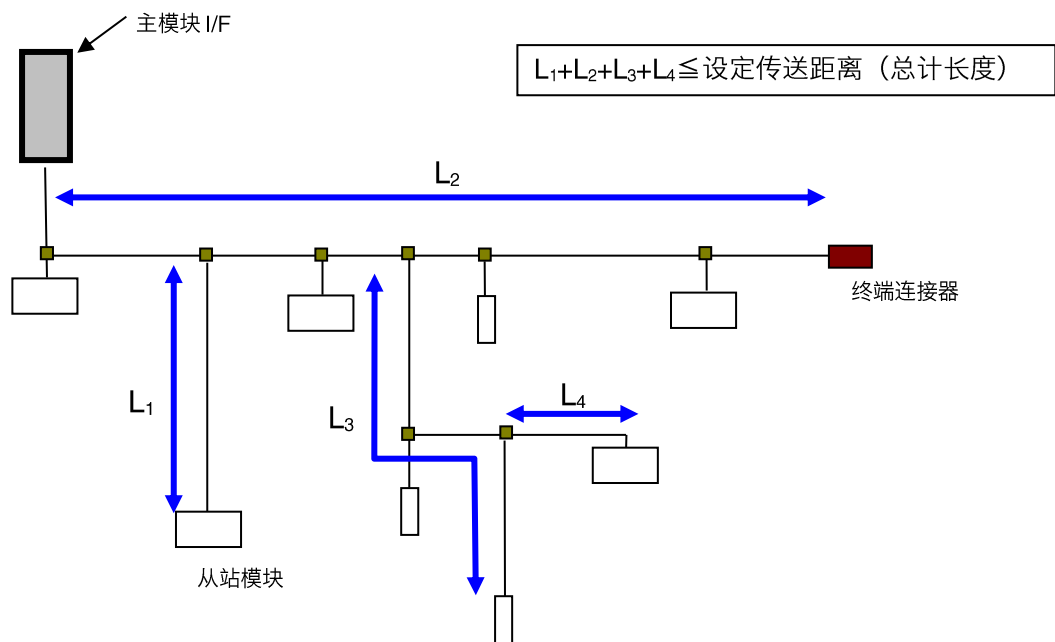 主模块 I/F
L₁+L₂+L₃+L₄≦设定传送距离（总计长度）
L₂
终端连接器
L₁
L₃
L₄
从站模块